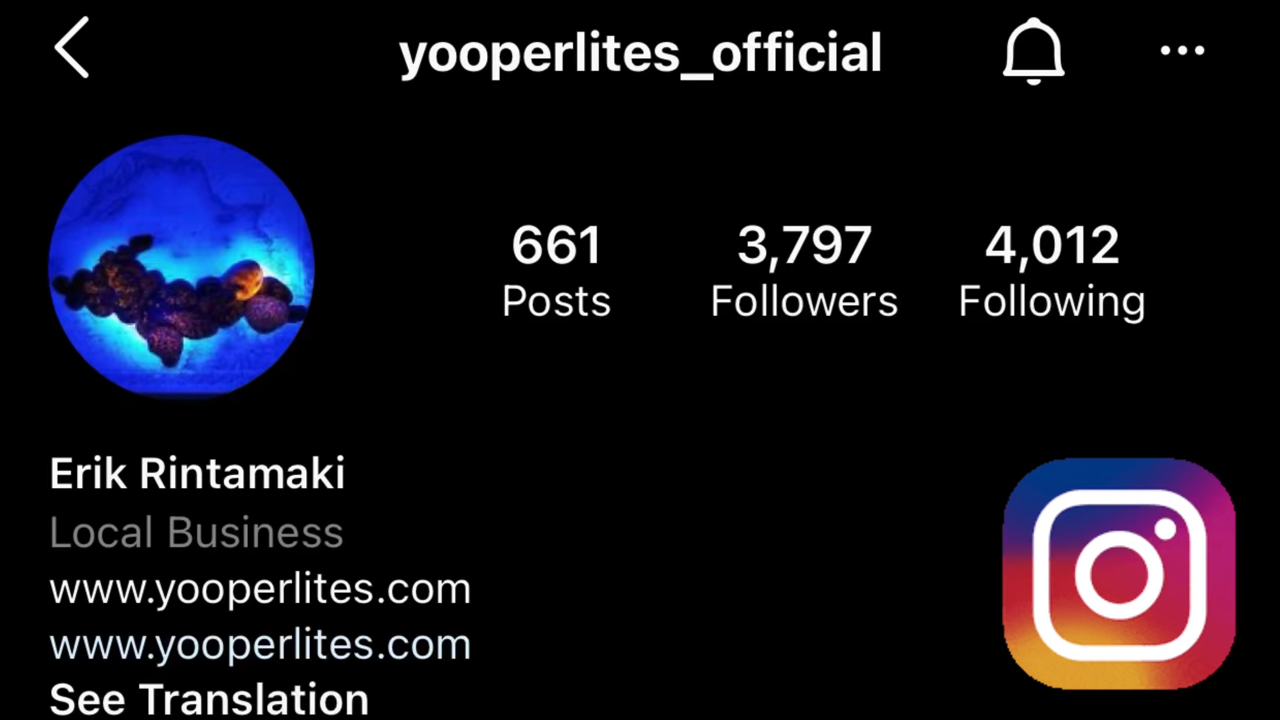 yooperlites_official
661 3,797 4,012
Posts Followers Following
Erik Rintamaki
Local Business
www.yooperlites.com
www.yooperlites.com
See Translation